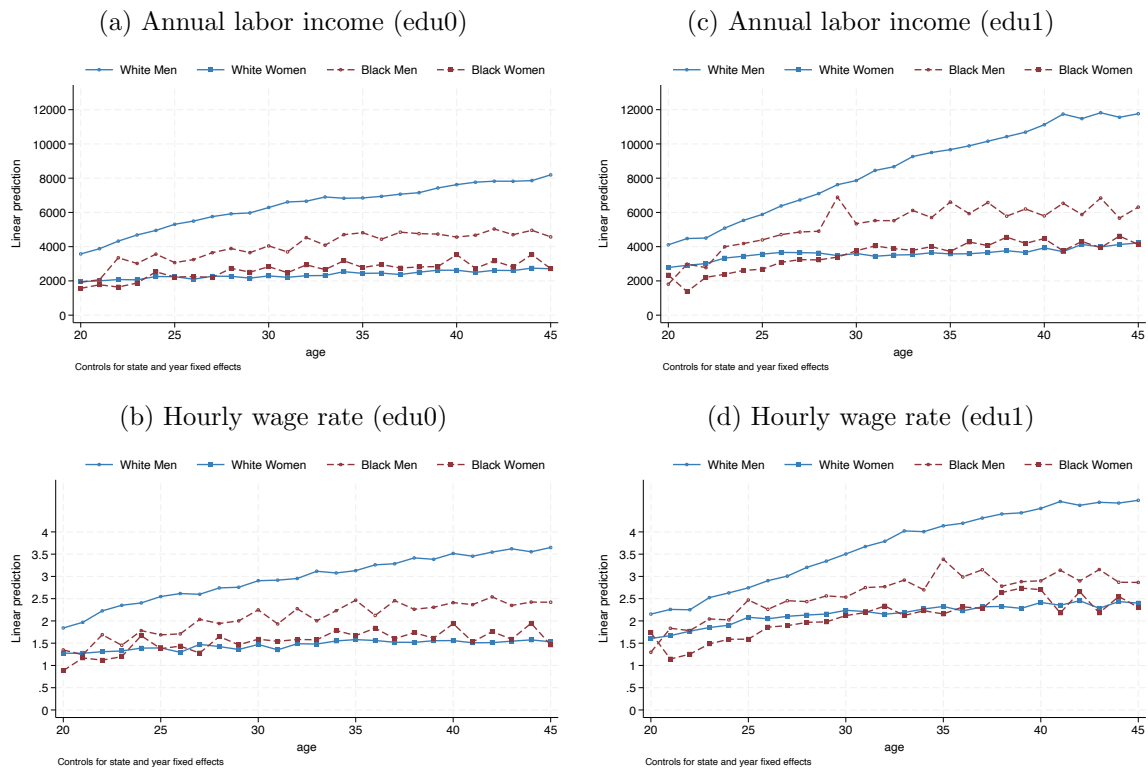 (a) Annual labor income (edu0)
White Men White Women Black Men Black Women
Linear prediction
12000
10000
8000
6000
4000
2000
0
20 25 30 35 40 45
age
Controls for state and year fixed effects
(c) Annual labor income (edu1)
White Men White Women Black Men Black Women
Linear prediction
12000
10000
8000
6000
4000
2000
0
20 25 30 35 40 45
age
Controls for state and year fixed effects
(b) Hourly wage rate (edu0)
White Men White Women Black Men Black Women
Linear prediction
4
3.5
3
2.5
2
1.5
1
.5
0
20 25 30 35 40 45
age
Controls for state and year fixed effects
(d) Hourly wage rate (edu1)
White Men White Women Black Men Black Women
Linear prediction
4
3.5
3
2.5
2
1.5
1
.5
0
20 25 30 35 40 45
age
Controls for state and year fixed effects